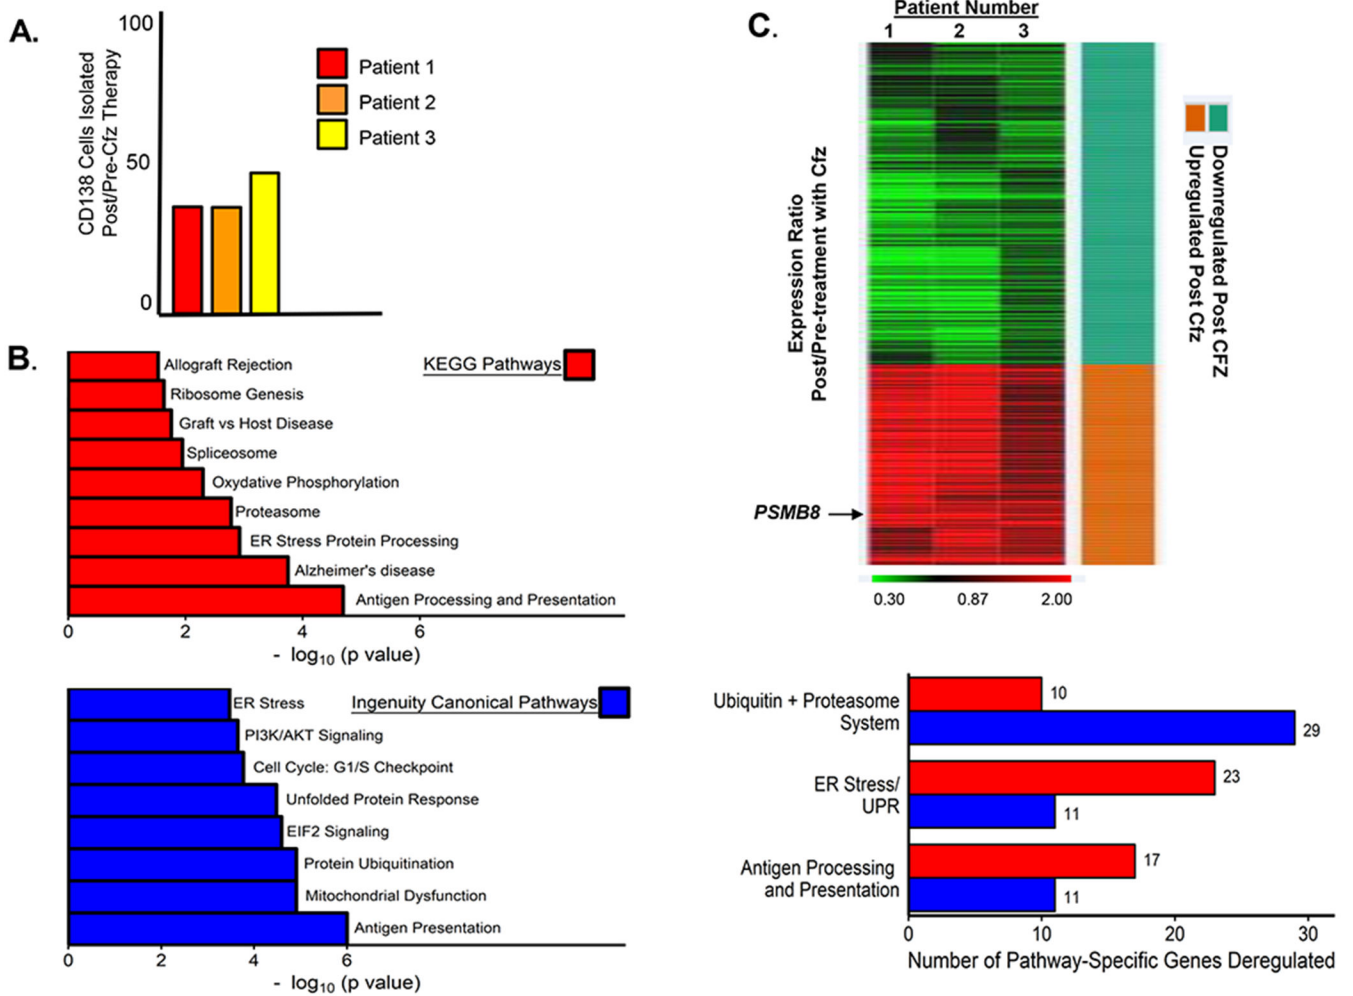 A.
CD138 Cells Isolated
Post/Pre-Cfz Therapy
100
50
0
Patient 1
Patient 2
Patient 3
B.
KEGG Pathways
Allograft Rejection
Ribosome Genesis
Graft vs Host Disease
Spliceosome
Oxydative Phosphorylation
Proteasome
ER Stress Protein Processing
Alzheimer's disease
Antigen Processing and Presentation
0 2 4 6
- log10 (p value)
Ingenuity Canonical Pathways
ER Stress
PI3K/AKT Signaling
Cell Cycle: G1/S Checkpoint
Unfolded Protein Response
EIF2 Signaling
Protein Ubiquitination
Mitochondrial Dysfunction
Antigen Presentation
0 2 4 6
- log10 (p value)
C.
Patient Number
1 2 3
Expression Ratio
Post/Pre-treatment with Cfz
Downregulated Post CFZ
Upregulated Post Cfz
PSMB8
0.30 0.87 2.00
Ubiquitin + Proteasome
System
10
29
ER Stress/
UPR
23
11
Antigen Processing
and Presentation
17
11
0 10 20 30
Number of Pathway-Specific Genes Deregulated